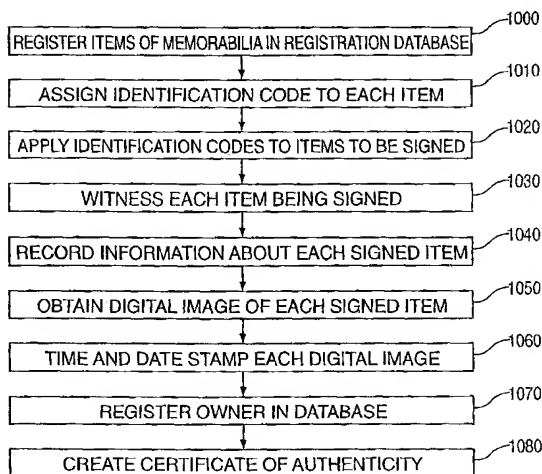 1000
REGISTER ITEMS OF MEMORABILIA IN REGISTRATION DATABASE
1010
ASSIGN IDENTIFICATION CODE TO EACH ITEM
1020
APPLY IDENTIFICATION CODES TO ITEMS TO BE SIGNED
1030
WITNESS EACH ITEM BEING SIGNED
1040
RECORD INFORMATION ABOUT EACH SIGNED ITEM
1050
OBTAIN DIGITAL IMAGE OF EACH SIGNED ITEM
1060
TIME AND DATE STAMP EACH DIGITAL IMAGE
1070
REGISTER OWNER IN DATABASE
1080
CREATE CERTIFICATE OF AUTHENTICITY